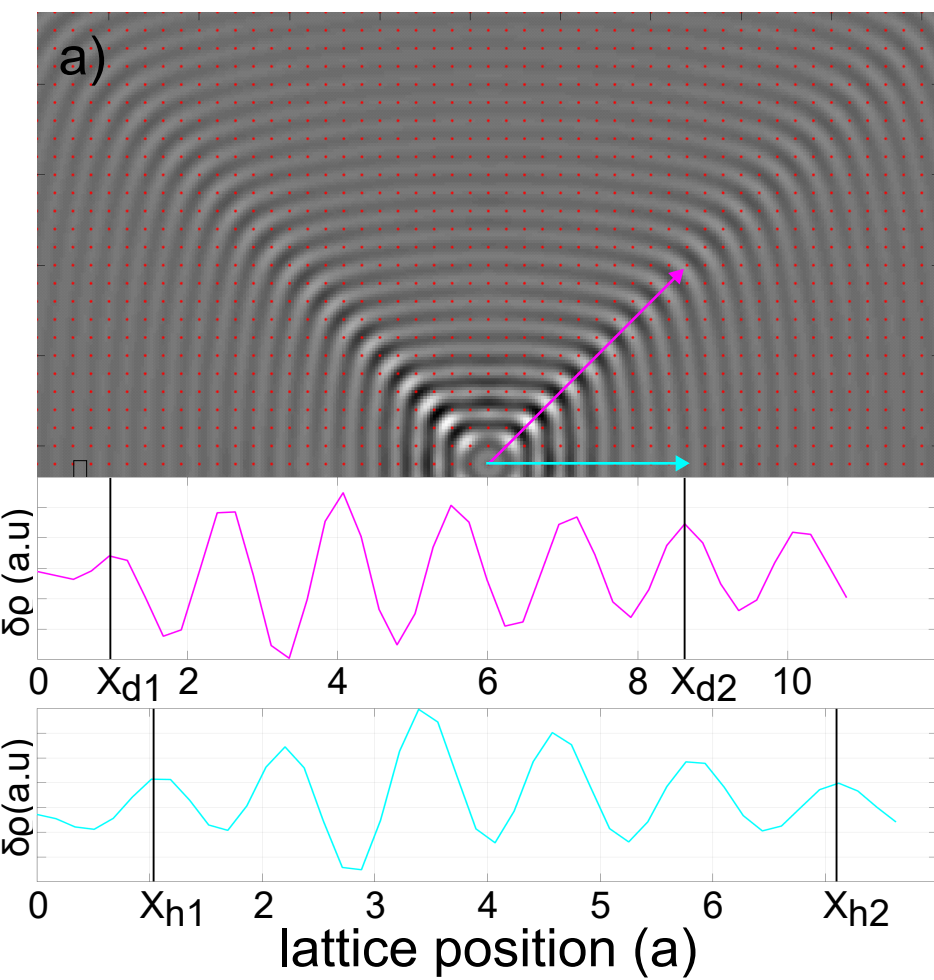 a)
δρ (a.u)
0 Xd1 2 4 6 8 Xd2 10
δρ(a.u)
0 Xh1 2 3 4 5 6 Xh2
lattice position (a)